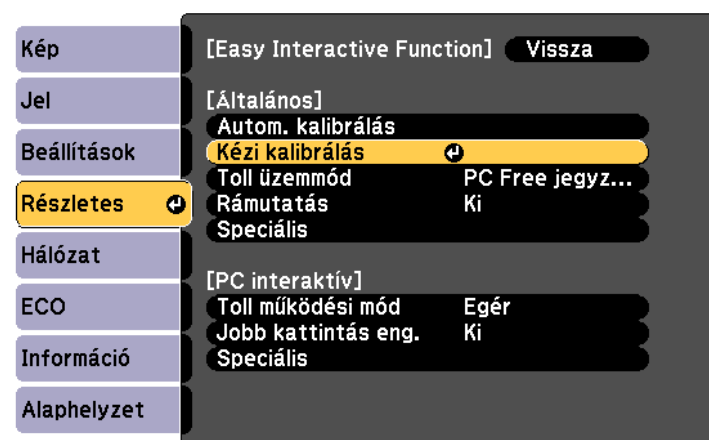 Kép
Jel
Beállítások
Részletes
Hálózat
ECO
Információ
Alaphelyzet
[Easy Interactive Function] Vissza
[Általános]
Autom. kalibrálás
Kézi kalibrálás
Toll üzemmód PC Free jegyz...
Rámutatás Ki
Speciális
[PC interaktív]
Toll működési mód Egér
Jobb kattintás eng. Ki
Speciális